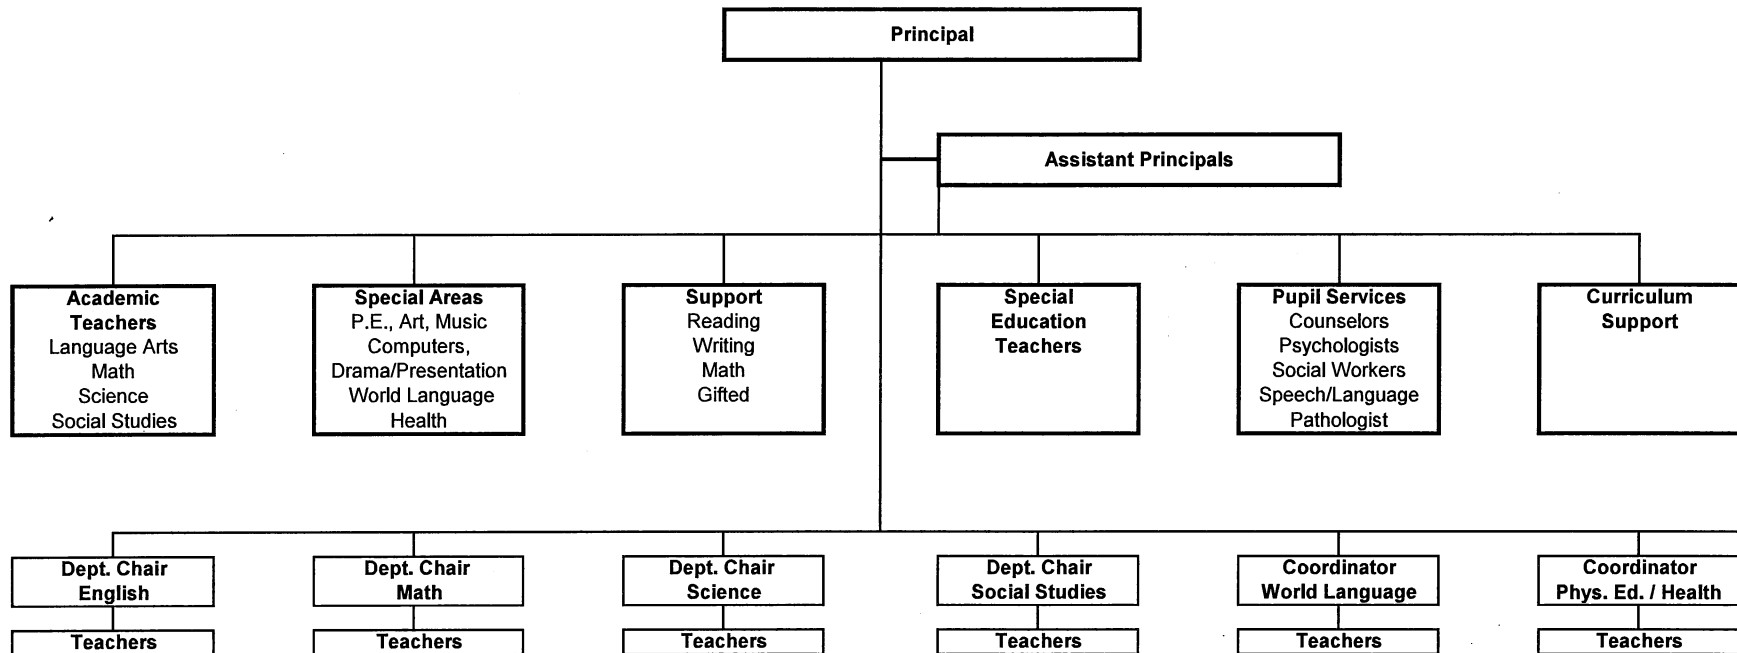 Principal
Assistant Principals
Academic
Teachers
Language Arts
Math
Science
Social Studies
Special Areas
P.E., Art, Music
Computers,
Drama/Presentation
World Language
Health
Support
Reading
Writing
Math
Gifted
Special
Education
Teachers
Pupil Services
Counselors
Psychologists
Social Workers
Speech/Language
Pathologist
Curriculum
Support
Dept. Chair
English
Dept. Chair
Math
Dept. Chair
Science
Dept. Chair
Social Studies
Coordinator
World Language
Coordinator
Phys. Ed. / Health
Teachers
Teachers
Teachers
Teachers
Teachers
Teachers